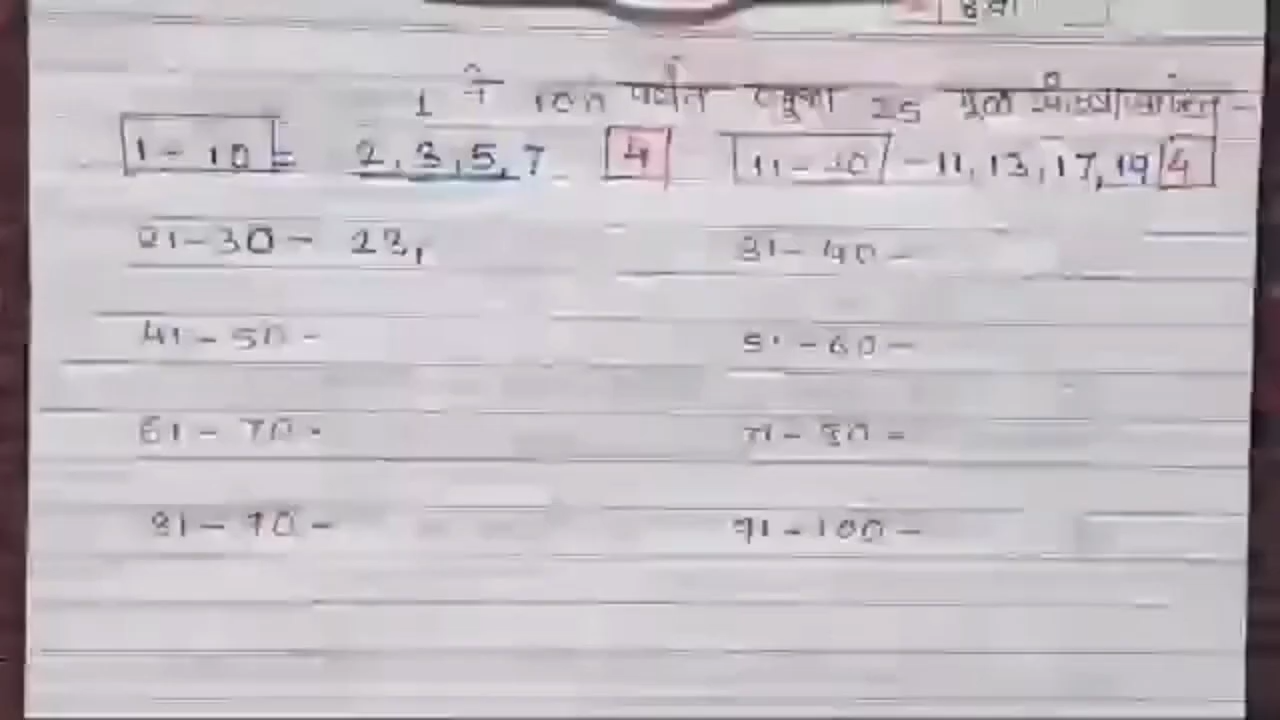 1 ते 100 पर्यंत एकूण 25 मूळ संख्या
1 - 10 = 2, 3, 5, 7 4 11 - 20 - 11, 13, 17, 19 4
21 - 30 - 23, 31 - 40 -
41 - 50 - 51 - 60 -
61 - 70 - 71 - 80 -
81 - 90 - 91 - 100 -